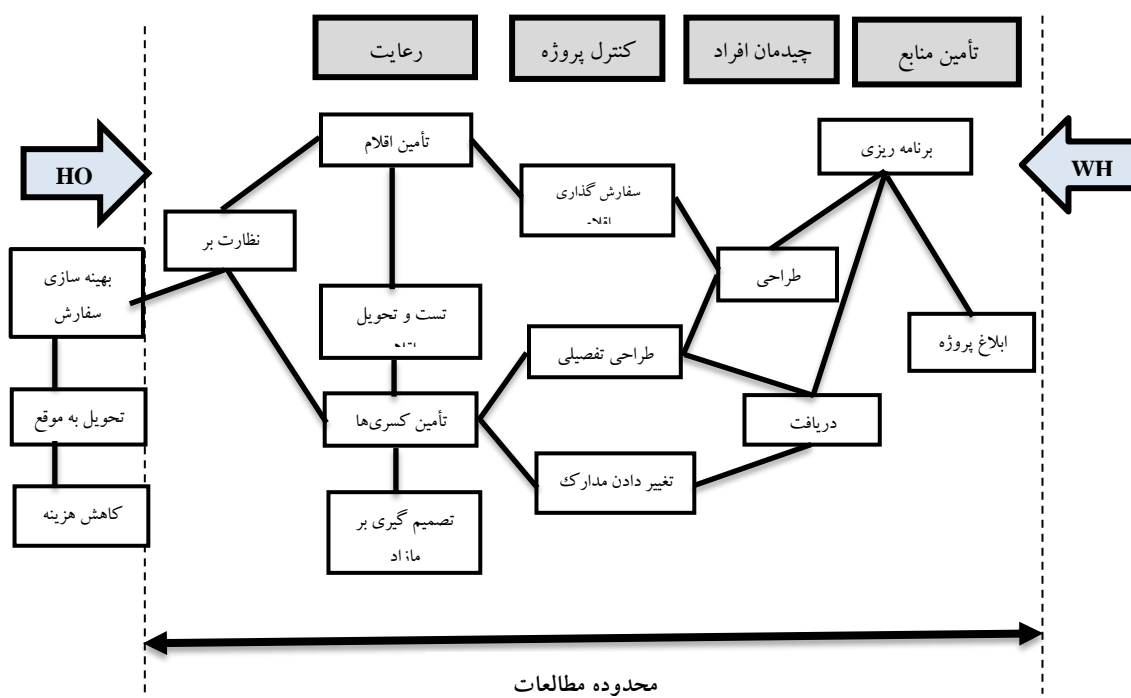 تأمین منابع
چیدمان افراد
کنترل پروژه
رعایت
WH
HO
برنامه ریزی
تأمین اقلام
سفارش گذاری
نظارت بر
طراحی
بهینه سازی
سفارش
تست و تحویل
طراحی تفصیلی
ابلاغ پروژه
تحویل به موقع
تأمین کسری‌ها
دریافت
تغییر دادن مدارک
کاهش هزینه
تصمیم گیری بر
مازاد
محدوده مطالعات